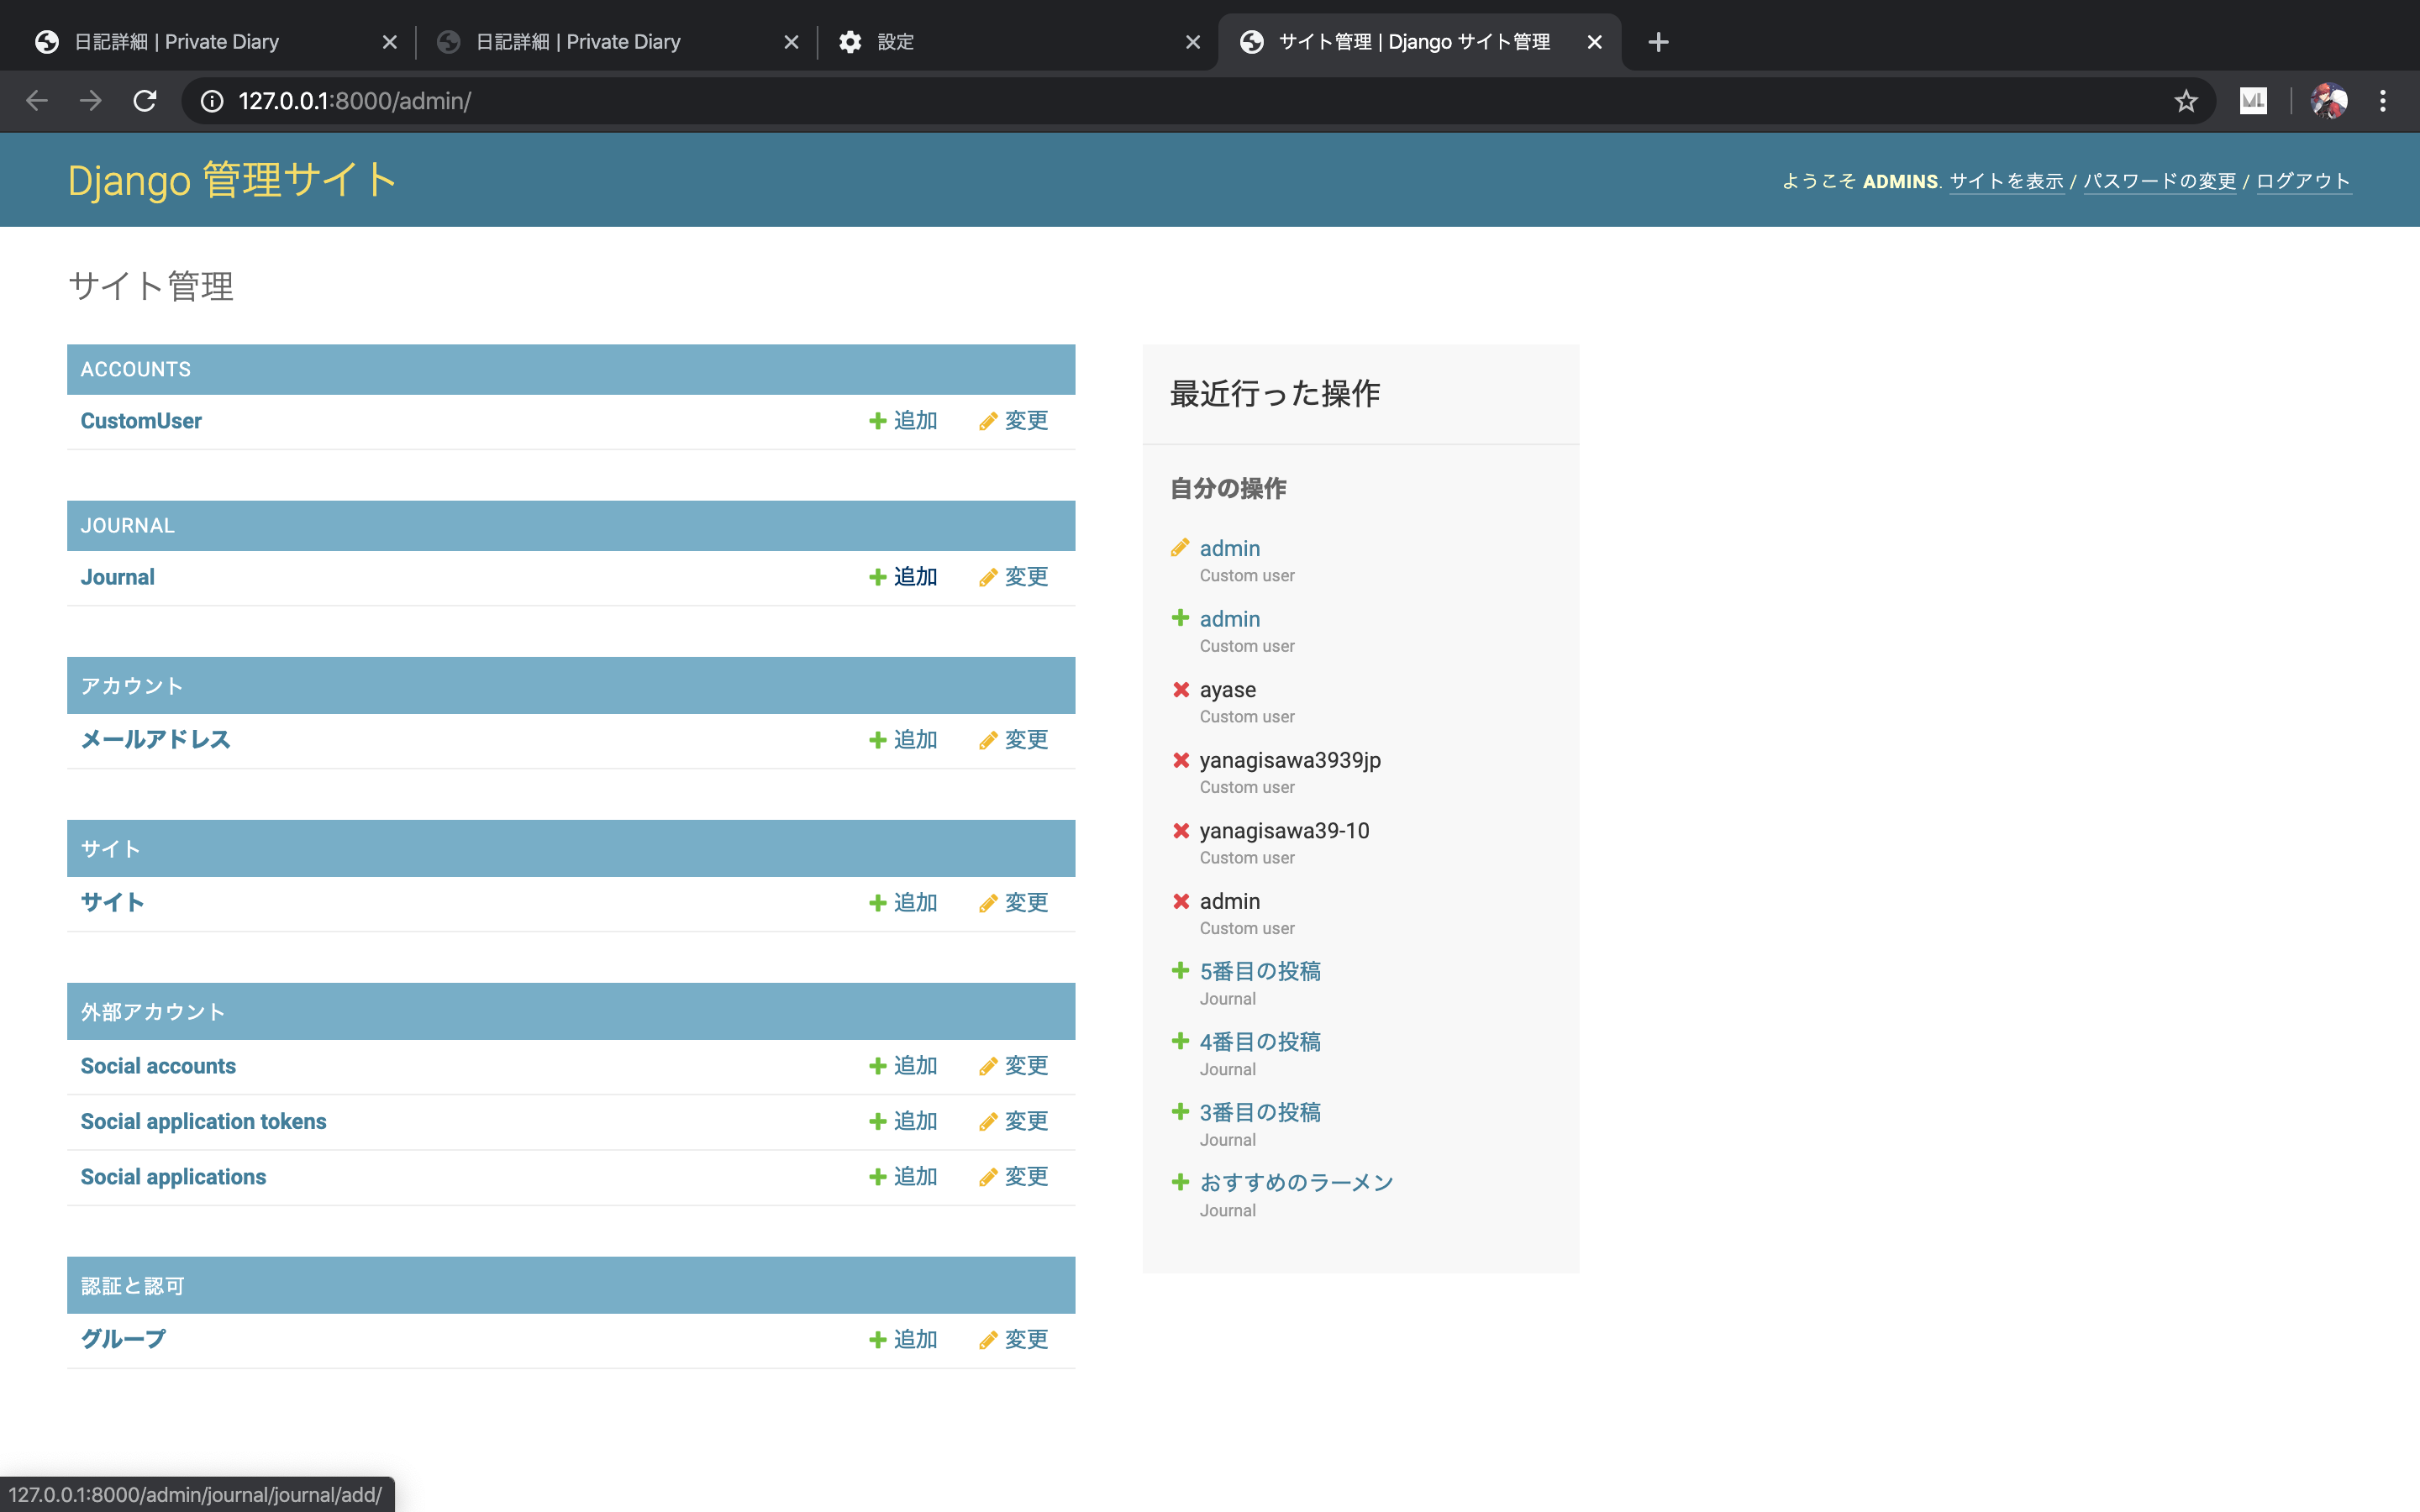 日記詳細 | Private Diary
日記詳細 | Private Diary
設定
サイト管理 | Django サイト管理
127.0.0.1:8000/admin/
ML
Django 管理サイト
ようこそ ADMINS. サイトを表示 / パスワードの変更 / ログアウト
サイト管理
ACCOUNTS
CustomUser 追加 変更
JOURNAL
Journal 追加 変更
アカウント
メールアドレス 追加 変更
サイト
サイト 追加 変更
外部アカウント
Social accounts 追加 変更
Social application tokens 追加 変更
Social applications 追加 変更
認証と認可
グループ 追加 変更
最近行った操作
自分の操作
admin
Custom user
admin
Custom user
ayase
Custom user
yanagisawa3939jp
Custom user
yanagisawa39-10
Custom user
admin
Custom user
5番目の投稿
Journal
4番目の投稿
Journal
3番目の投稿
Journal
おすすめのラーメン
Journal
127.0.0.1:8000/admin/journal/journal/add/